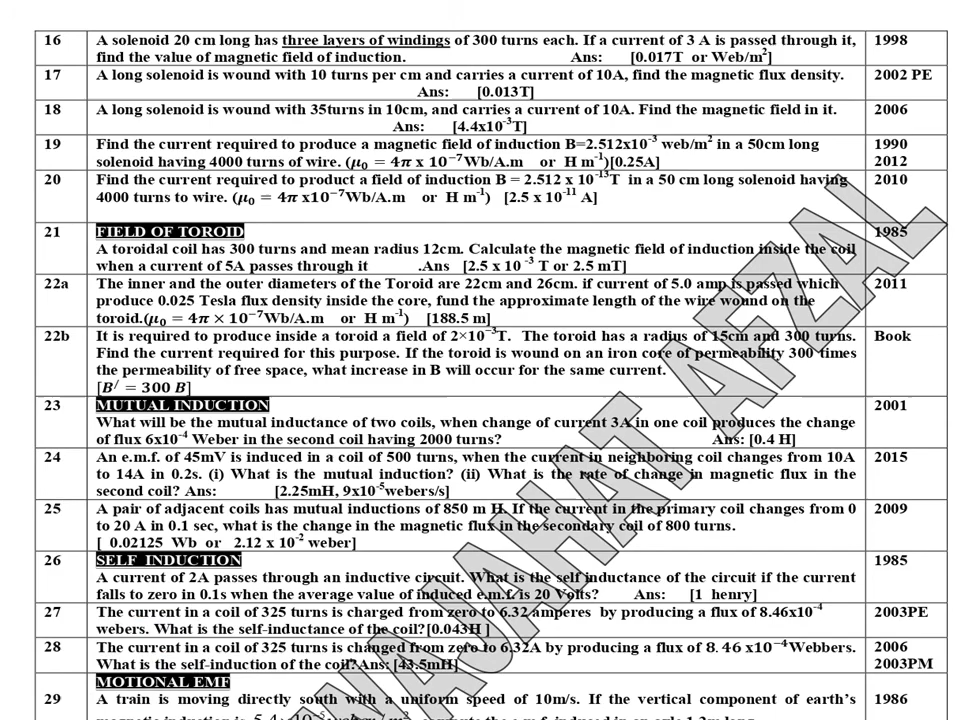 16 A solenoid 20 cm long has three layers of windings of 300 turns each. If a current of 3 A is passed through it, 1998
find the value of magnetic field of induction. Ans: [0.017T or Web/m²]
17 A long solenoid is wound with 10 turns per cm and carries a current of 10A, find the magnetic flux density. 2002 PE
Ans: [0.013T]
18 A long solenoid is wound with 35turns in 10cm, and carries a current of 10A. Find the magnetic field in it. 2006
Ans: [4.4x10⁻³T]
19 Find the current required to produce a magnetic field of induction B=2.512x10⁻³ web/m² in a 50cm long 1990
solenoid having 4000 turns of wire. (μ₀ = 4π x 10⁻⁷Wb/A.m or H m⁻¹)[0.25A] 2012
20 Find the current required to product a field of induction B = 2.512 x 10⁻¹³T in a 50 cm long solenoid having 2010
4000 turns to wire. (μ₀ = 4π x10⁻⁷Wb/A.m or H m⁻¹) [2.5 x 10⁻¹¹ A]
21 FIELD OF TOROID 1985
A toroidal coil has 300 turns and mean radius 12cm. Calculate the magnetic field of induction inside the coil
when a current of 5A passes through it .Ans [2.5 x 10 ⁻³ T or 2.5 mT]
22a The inner and the outer diameters of the Toroid are 22cm and 26cm. if current of 5.0 amp is passed which 2011
produce 0.025 Tesla flux density inside the core, fund the approximate length of the wire wound on the
toroid.(μ₀ = 4π × 10⁻⁷Wb/A.m or H m⁻¹) [188.5 m]
22b It is required to produce inside a toroid a field of 2×10⁻³T. The toroid has a radius of 15cm and 300 turns. Book
Find the current required for this purpose. If the toroid is wound on an iron core of permeability 300 times
the permeability of free space, what increase in B will occur for the same current.
[B/ = 300 B]
23 MUTUAL INDUCTION 2001
What will be the mutual inductance of two coils, when change of current 3A in one coil produces the change
of flux 6x10⁻⁴ Weber in the second coil having 2000 turns? Ans: [0.4 H]
24 An e.m.f. of 45mV is induced in a coil of 500 turns, when the current in neighboring coil changes from 10A 2015
to 14A in 0.2s. (i) What is the mutual induction? (ii) What is the rate of change in magnetic flux in the
second coil? Ans: [2.25mH, 9x10⁻⁵webers/s]
25 A pair of adjacent coils has mutual inductions of 850 m H. If the current in the primary coil changes from 0 2009
to 20 A in 0.1 sec, what is the change in the magnetic flux in the secondary coil of 800 turns.
[ 0.02125 Wb or 2.12 x 10⁻² weber]
26 SELF INDUCTION 1985
A current of 2A passes through an inductive circuit. What is the self inductance of the circuit if the current
falls to zero in 0.1s when the average value of induced e.m.f. is 20 Volts? Ans: [1 henry]
27 The current in a coil of 325 turns is charged from zero to 6.32 amperes by producing a flux of 8.46x10⁻⁴ 2003PE
webers. What is the self-inductance of the coil?[0.043H ]
28 The current in a coil of 325 turns is changed from zero to 6.32A by producing a flux of 8. 46 x10⁻⁴Webbers. 2006
What is the self-induction of the coil?Ans: [43.5mH] 2003PM
MOTIONAL EMF
29 A train is moving directly south with a uniform speed of 10m/s. If the vertical component of earth's 1986
WAJAHAT AFZAL